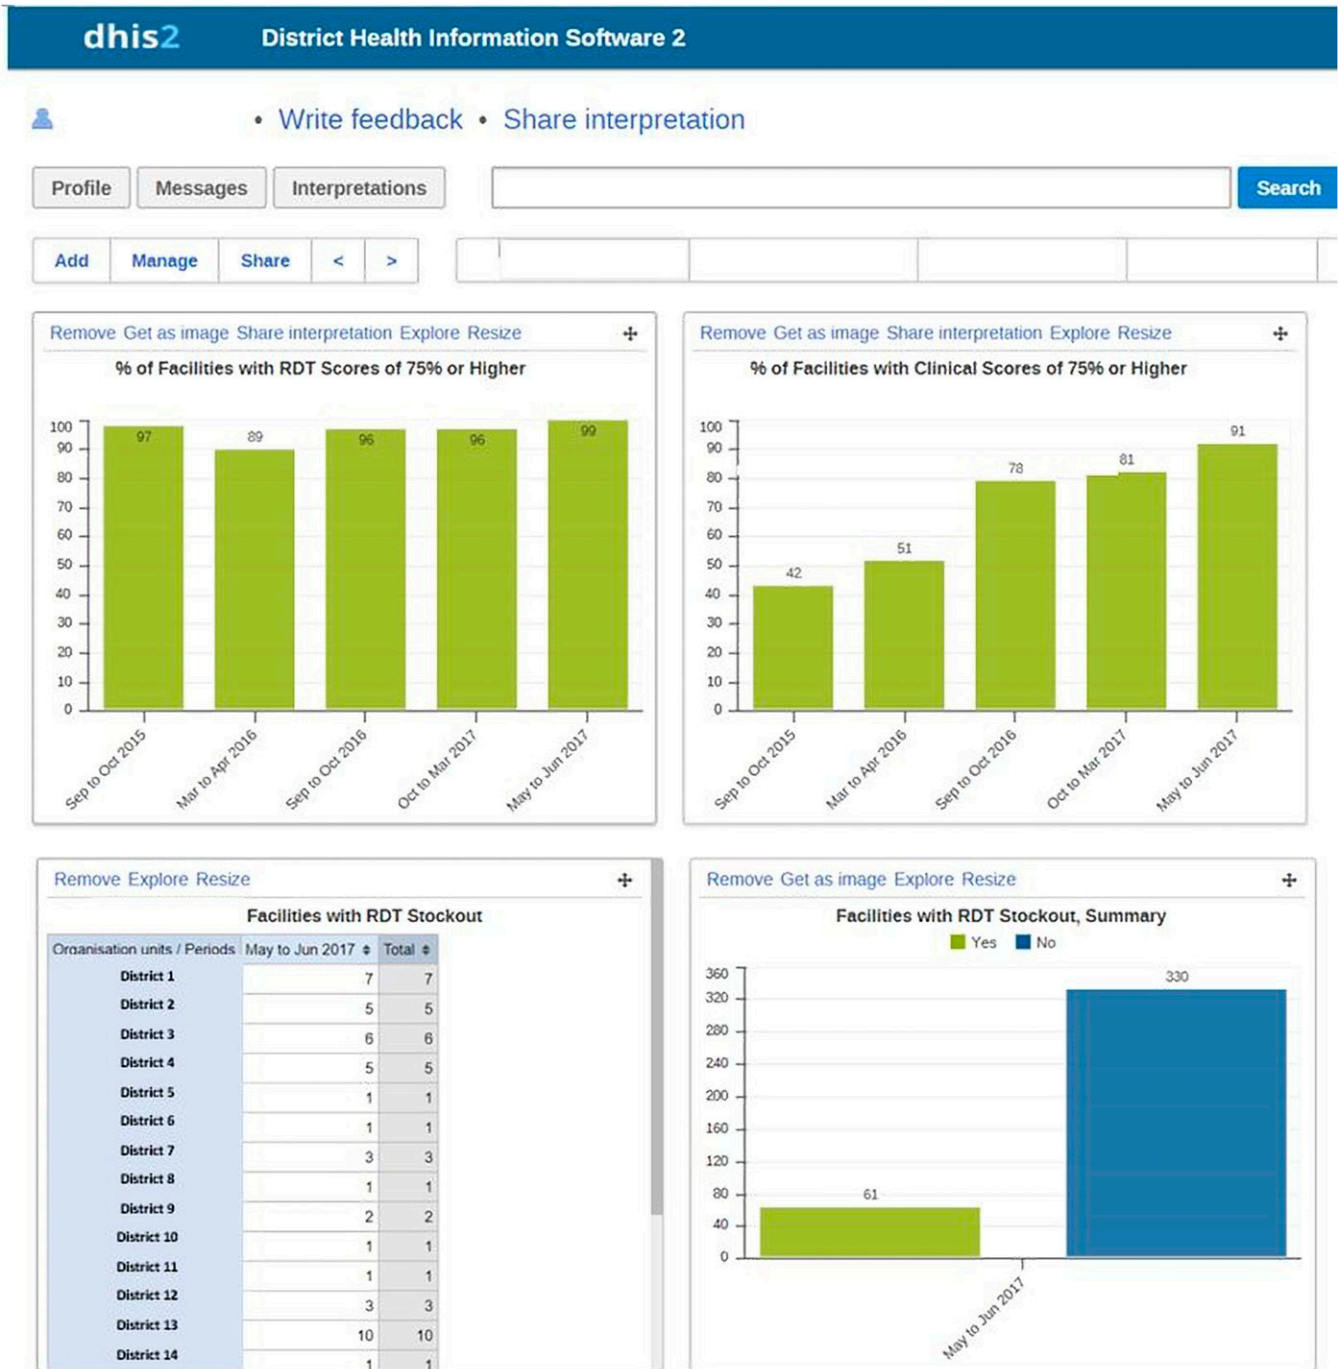 dhis2 District Health Information Software 2
• Write feedback • Share interpretation
Profile Messages Interpretations Search
Add Manage Share < >
Remove Get as image Share interpretation Explore Resize
% of Facilities with RDT Scores of 75% or Higher
100
90
80
70
60
50
40
30
20
10
0
97 89 96 96 99
Sep to Oct 2015 Mar to Apr 2016 Sep to Oct 2016 Oct to Mar 2017 May to Jun 2017
Remove Get as image Share interpretation Explore Resize
% of Facilities with Clinical Scores of 75% or Higher
100
90
80
70
60
50
40
30
20
10
0
42 51 78 81 91
Sep to Oct 2015 Mar to Apr 2016 Sep to Oct 2016 Oct to Mar 2017 May to Jun 2017
Remove Explore Resize
Facilities with RDT Stockout
Organisation units / Periods May to Jun 2017 Total
District 1 7 7
District 2 5 5
District 3 6 6
District 4 5 5
District 5 1 1
District 6 1 1
District 7 3 3
District 8 1 1
District 9 2 2
District 10 1 1
District 11 1 1
District 12 3 3
District 13 10 10
District 14 1 1
Remove Get as image Explore Resize
Facilities with RDT Stockout, Summary
Yes No
360
320
280
240
200
160
120
80
40
0
61 330
May to Jun 2017